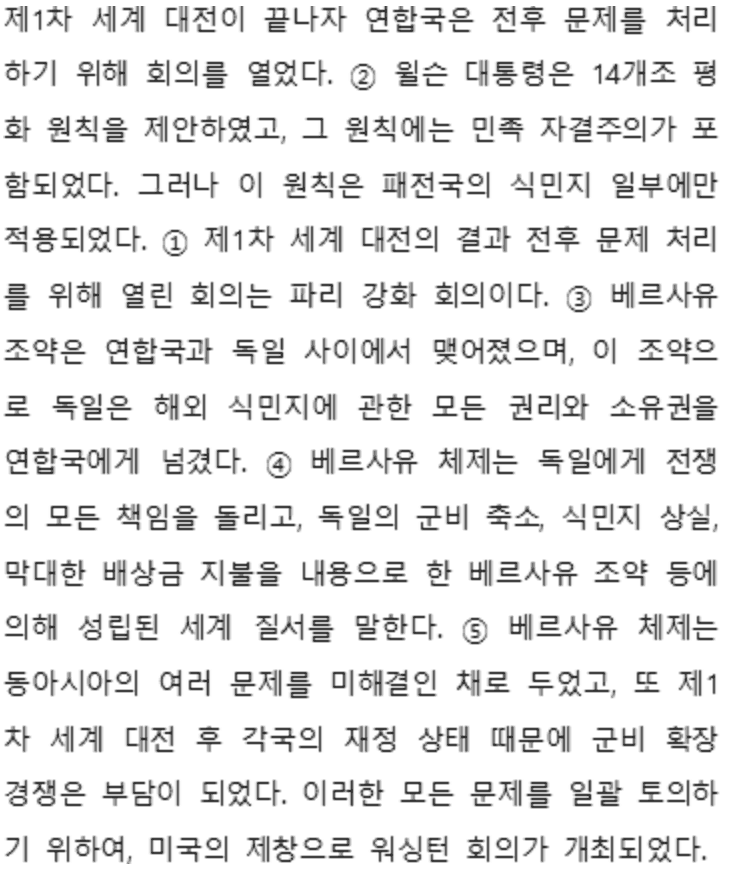 제1차 세계 대전이 끝나자 연합국은 전후 문제를 처리
하기 위해 회의를 열었다. ② 윌슨 대통령은 14개조 평
화 원칙을 제안하였고, 그 원칙에는 민족 자결주의가 포
함되었다. 그러나 이 원칙은 패전국의 식민지 일부에만
적용되었다. ① 제1차 세계 대전의 결과 전후 문제 처리
를 위해 열린 회의는 파리 강화 회의이다. ③ 베르사유
조약은 연합국과 독일 사이에서 맺어졌으며, 이 조약으
로 독일은 해외 식민지에 관한 모든 권리와 소유권을
연합국에게 넘겼다. ④ 베르사유 체제는 독일에게 전쟁
의 모든 책임을 돌리고, 독일의 군비 축소, 식민지 상실,
막대한 배상금 지불을 내용으로 한 베르사유 조약 등에
의해 성립된 세계 질서를 말한다. ⑤ 베르사유 체제는
동아시아의 여러 문제를 미해결인 채로 두었고, 또 제1
차 세계 대전 후 각국의 재정 상태 때문에 군비 확장
경쟁은 부담이 되었다. 이러한 모든 문제를 일괄 토의하
기 위하여, 미국의 제창으로 워싱턴 회의가 개최되었다.